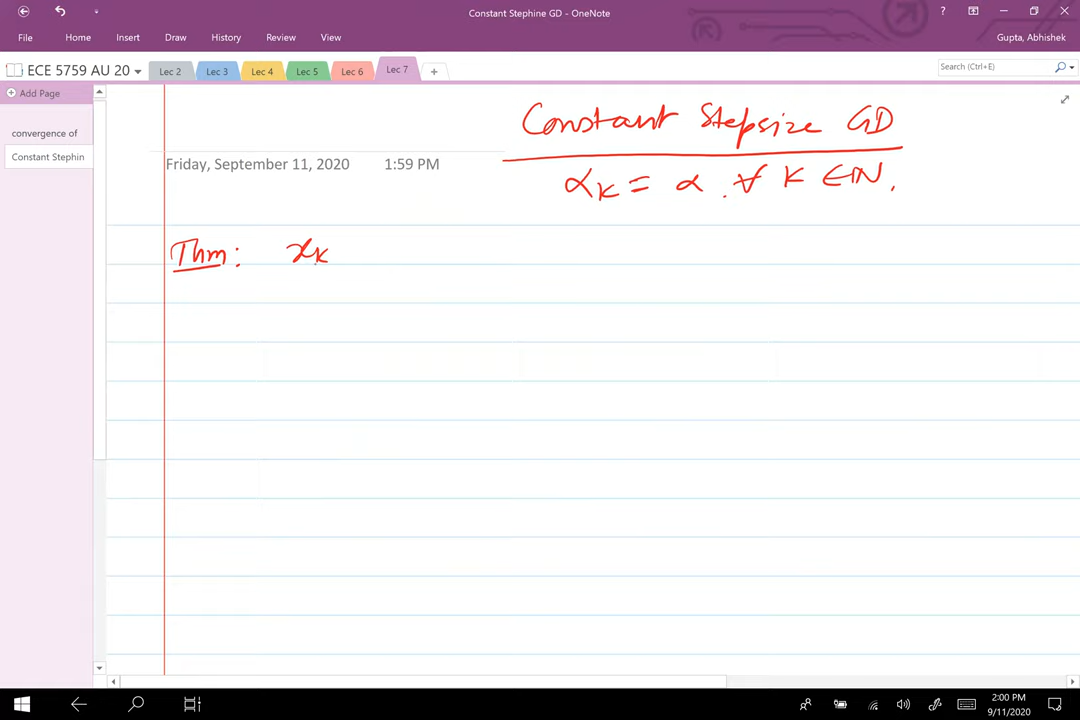 Constant Stephine GD - OneNote
File Home Insert Draw History Review View
Gupta, Abhishek
ECE 5759 AU 20
Lec 2 Lec 3 Lec 4 Lec 5 Lec 6 Lec 7
Search (Ctrl+E)
Add Page
convergence of
Constant Stephin
Constant Stepsize GD
Friday, September 11, 2020 1:59 PM
α_K = α . ∀ K ∈ ℕ.
Thm: x_K
2:00 PM
9/11/2020